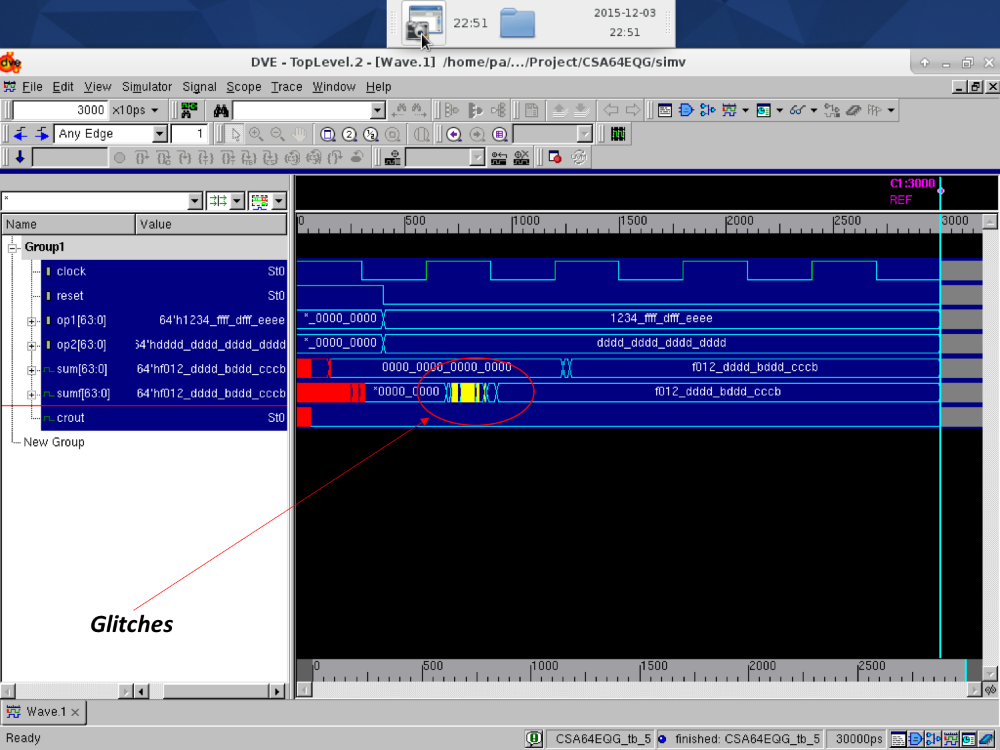 22:51
2015-12-03
22:51
dve
DVE - TopLevel.2 - [Wave.1] /home/pa/.../Project/CSA64EQG/simv
File Edit View Simulator Signal Scope Trace Window Help
3000 x10ps
Any Edge 1
C1:3000
REF
*
Name Value
0 500 1000 1500 2000 2500 3000
Group1
clock St0
reset St0
op1[63:0] 64'h1234_ffff_dfff_eeee *_0000_0000 1234_ffff_dfff_eeee
op2[63:0] 64'hdddd_dddd_dddd_dddd *_0000_0000 dddd_dddd_dddd_dddd
sum[63:0] 64'hf012_dddd_bddd_cccb 0000_0000_0000_0000 f012_dddd_bddd_cccb
sumf[63:0] 64'hf012_dddd_bddd_cccb *0000_0000 f012_dddd_bddd_cccb
crout St0
New Group
Glitches
0 500 1000 1500 2000 2500
Wave.1
Ready CSA64EQG_tb_5 finished: CSA64EQG_tb_5 30000ps